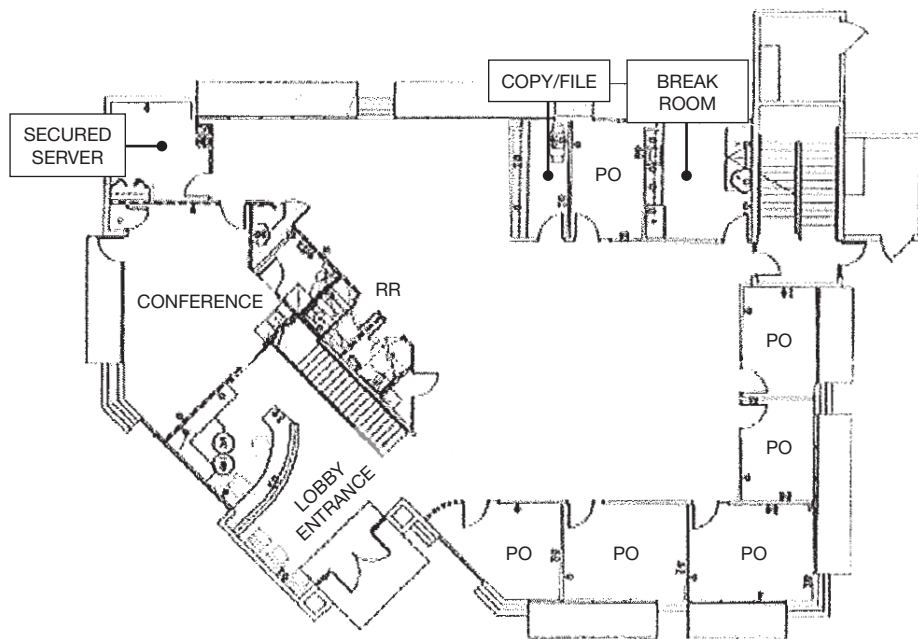 COPY/FILE
BREAK
ROOM
SECURED
SERVER
PO
CONFERENCE
RR
PO
PO
LOBBY
ENTRANCE
PO
PO
PO